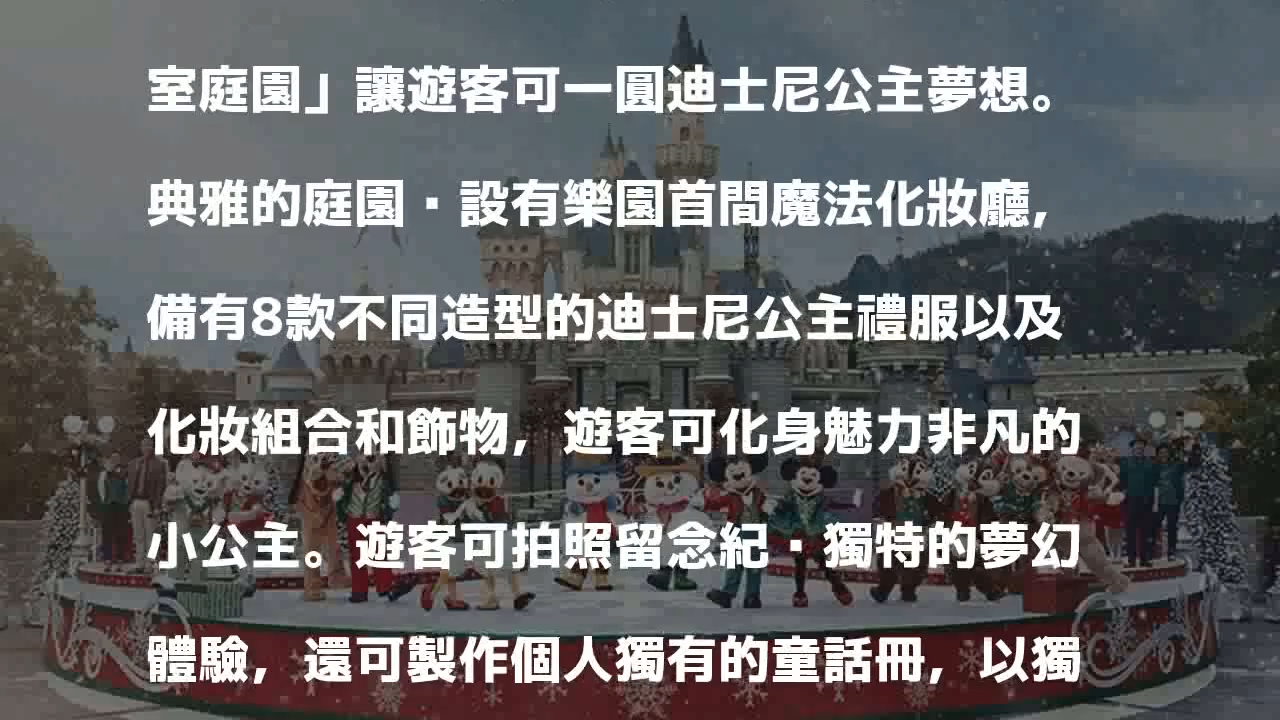 室庭園」讓遊客可一圓迪士尼公主夢想。
典雅的庭園▪設有樂園首間魔法化妝廳,
備有8款不同造型的迪士尼公主禮服以及
化妝組合和飾物，遊客可化身魅力非凡的
小公主。遊客可拍照留念紀▪獨特的夢幻
體驗，還可製作個人獨有的童話冊，以獨